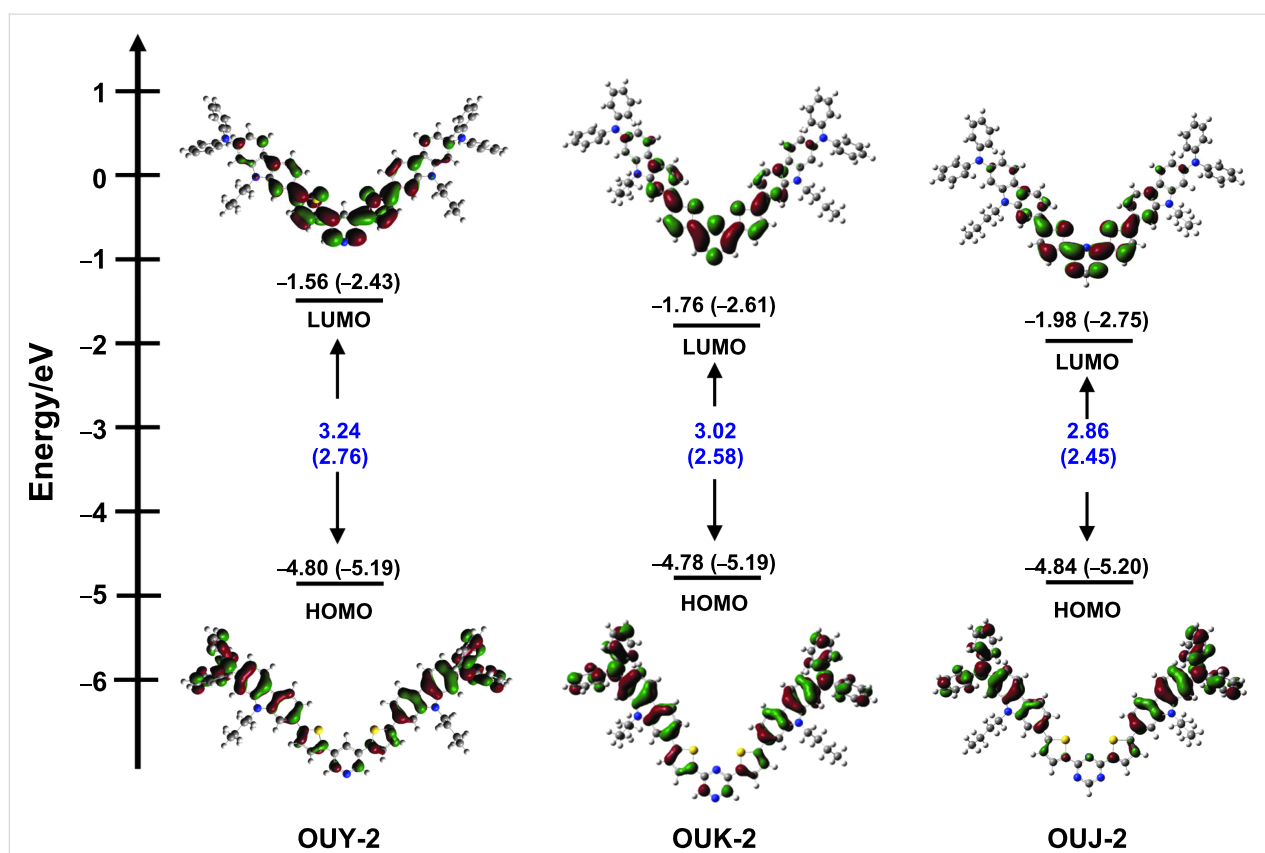 Energy/eV
1
0
–1
–2
–3
–4
–5
–6
–1.56 (–2.43)
LUMO
3.24
(2.76)
–4.80 (–5.19)
HOMO
OUY-2
–1.76 (–2.61)
LUMO
3.02
(2.58)
–4.78 (–5.19)
HOMO
OUK-2
–1.98 (–2.75)
LUMO
2.86
(2.45)
–4.84 (–5.20)
HOMO
OUJ-2